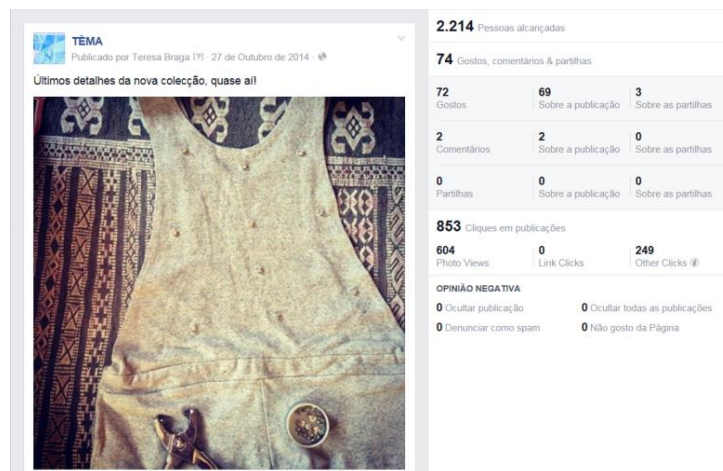 TÊMA
Publicado por Teresa Braga [?] · 27 de Outubro de 2014 ·
Últimos detalhes da nova colecção, quase aí!
2.214 Pessoas alcançadas
74 Gostos, comentários & partilhas
72 69 3
Gostos Sobre a publicação Sobre as partilhas
2 2 0
Comentários Sobre a publicação Sobre as partilhas
0 0 0
Partilhas Sobre a publicação Sobre as partilhas
853 Cliques em publicações
604 0 249
Photo Views Link Clicks Other Clicks i
OPINIÃO NEGATIVA
0 Ocultar publicação 0 Ocultar todas as publicações
0 Denunciar como spam 0 Não gosto da Página